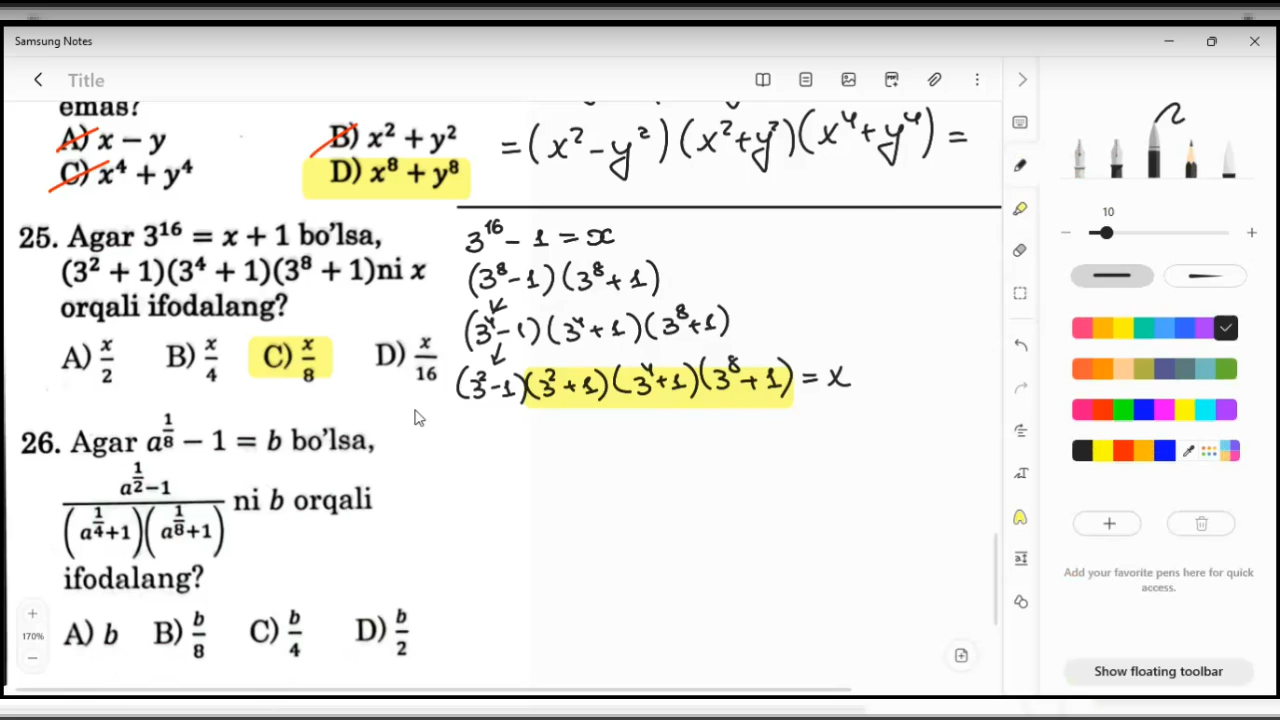 Samsung Notes
Title
emas?
A) x − y B) x² + y²
C) x⁴ + y⁴ D) x⁸ + y⁸
= (x² − y²)(x² + y²)(x⁴ + y⁴) =
25. Agar 3¹⁶ = x + 1 bo'lsa,
(3² + 1)(3⁴ + 1)(3⁸ + 1)ni x
orqali ifodalang?
A) x/2 B) x/4 C) x/8 D) x/16
3¹⁶ − 1 = x
(3⁸ − 1)(3⁸ + 1)
(3⁴ − 1)(3⁴ + 1)(3⁸ + 1)
(3² − 1)(3² + 1)(3⁴ + 1)(3⁸ + 1) = x
26. Agar a^(1/8) − 1 = b bo'lsa,
(a^(1/2) − 1) / ((a^(1/4) + 1)(a^(1/8) + 1)) ni b orqali
ifodalang?
A) b B) b/8 C) b/4 D) b/2
170%
10
Add your favorite pens here for quick
access.
Show floating toolbar